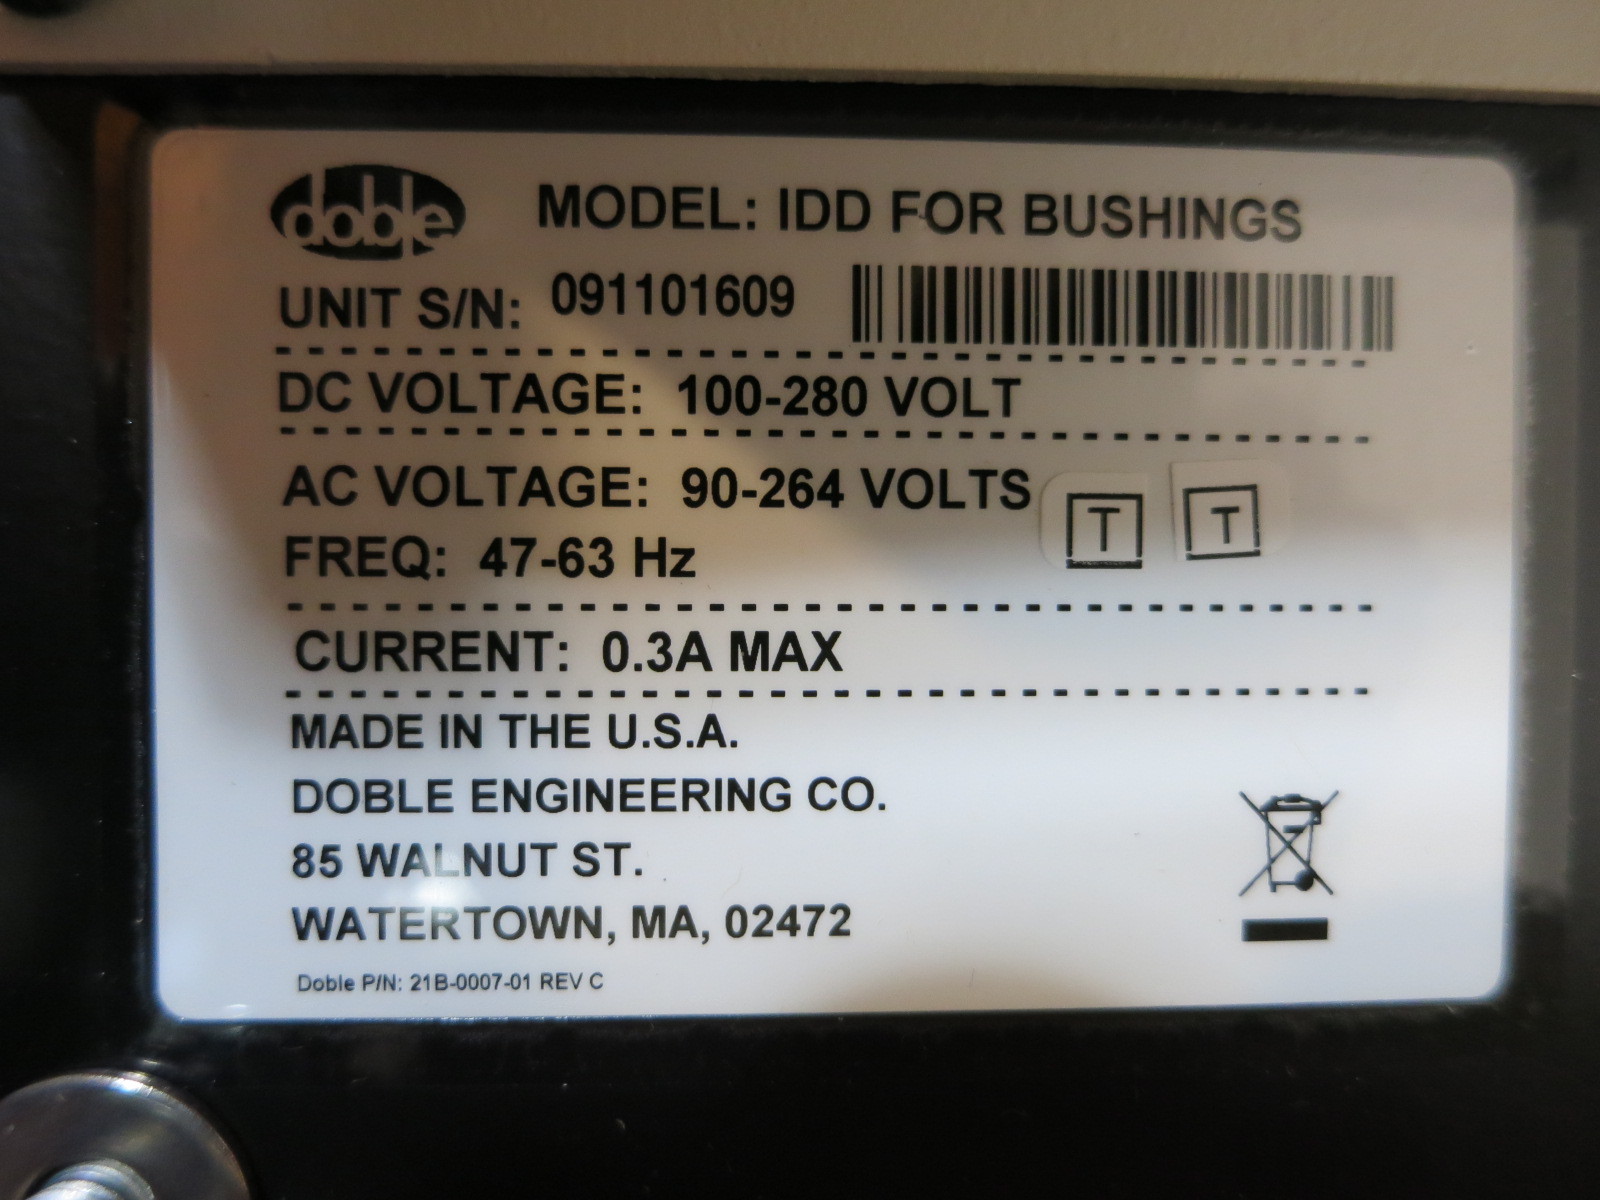 doble
MODEL: IDD FOR BUSHINGS
UNIT S/N: 091101609
DC VOLTAGE: 100-280 VOLT
AC VOLTAGE: 90-264 VOLTS T T
FREQ: 47-63 Hz
CURRENT: 0.3A MAX
MADE IN THE U.S.A.
DOBLE ENGINEERING CO.
85 WALNUT ST.
WATERTOWN, MA, 02472
Doble P/N: 21B-0007-01 REV C